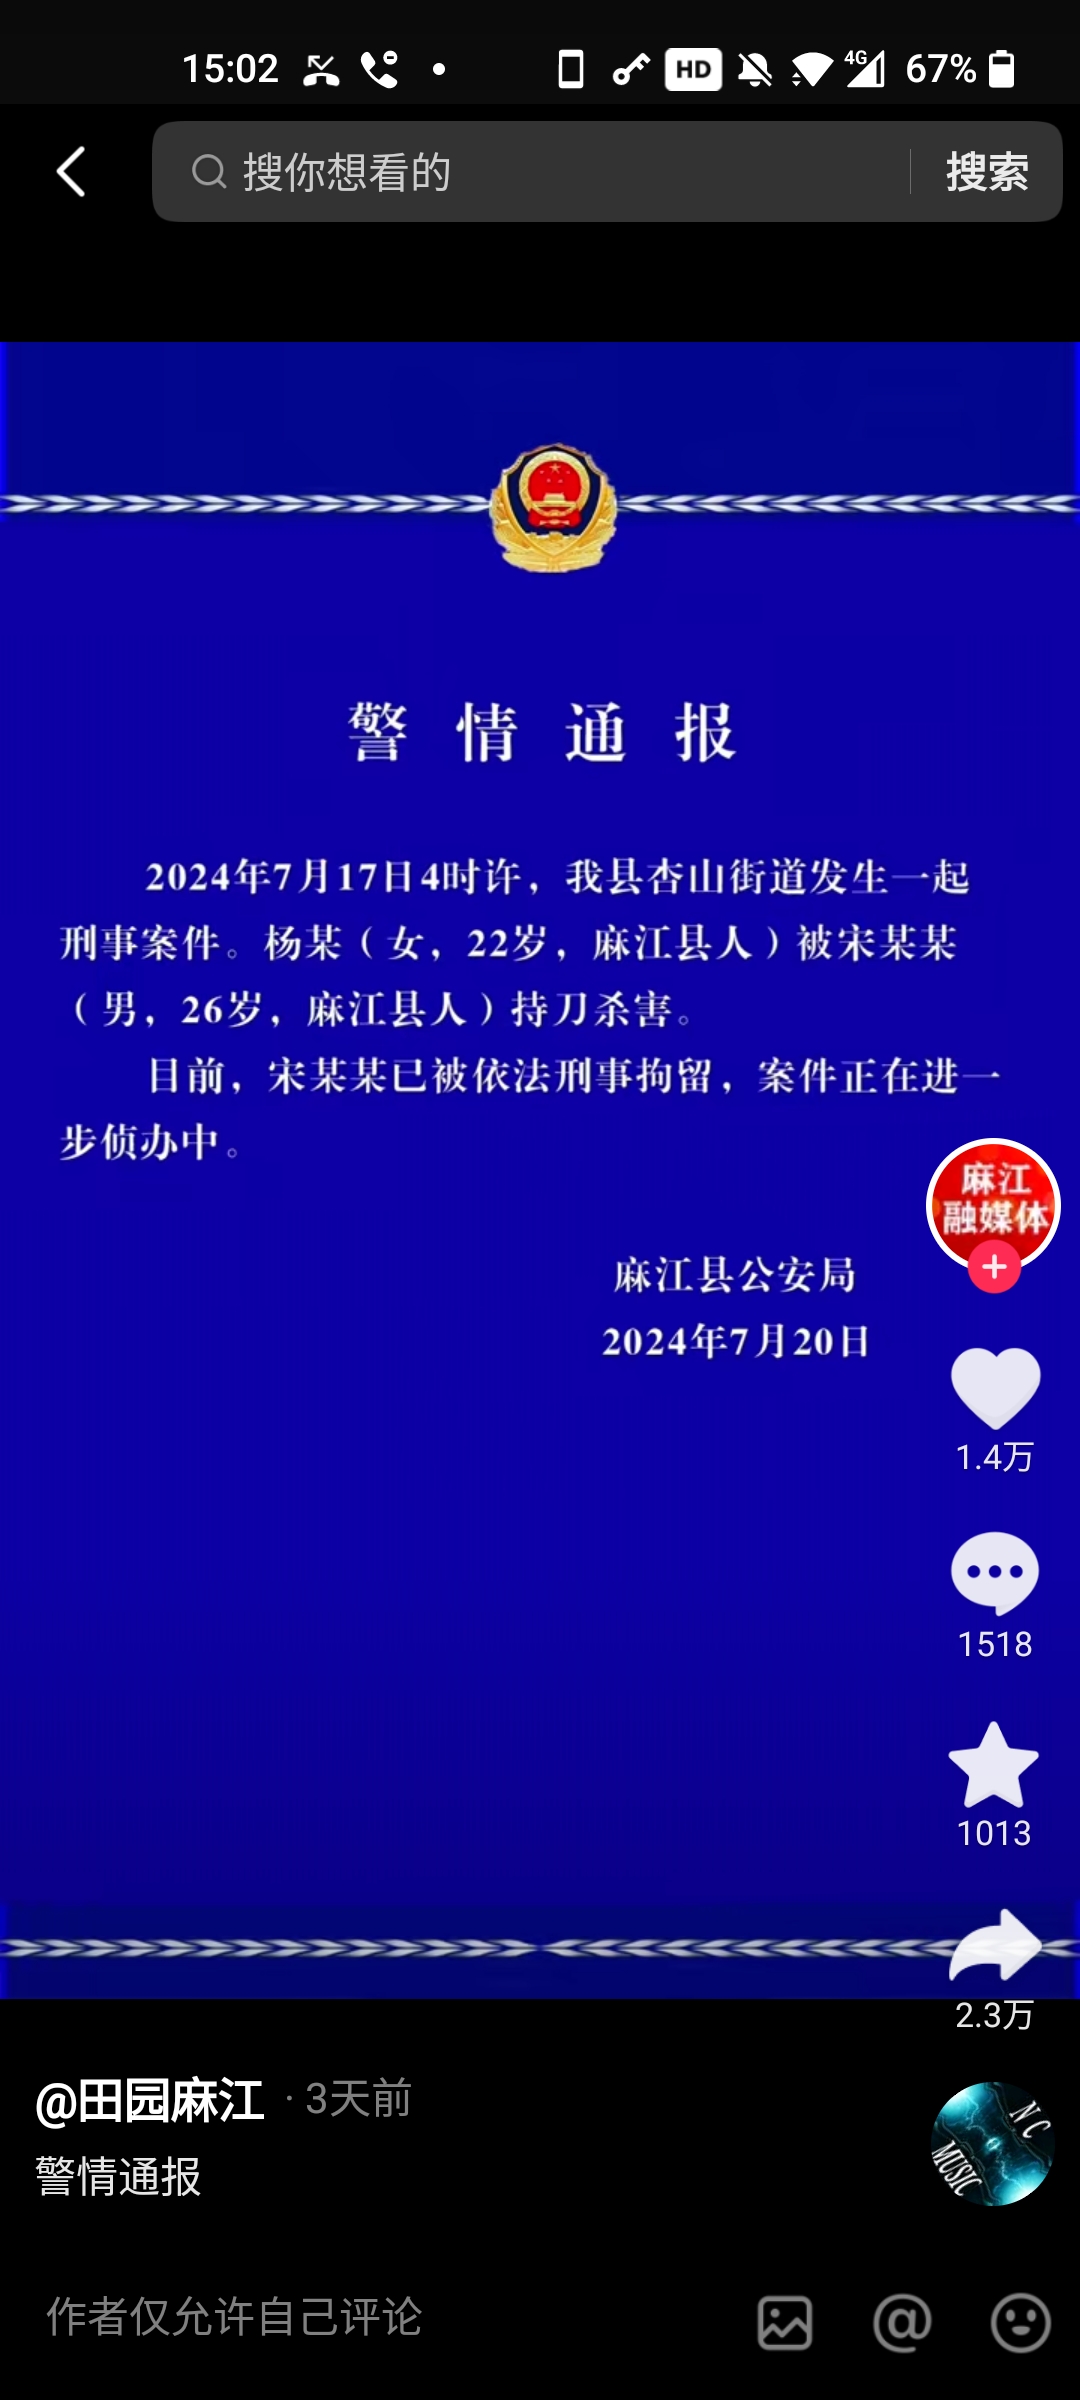 15:02
HD
4G
67%
搜你想看的
搜索
警情通报
2024年7月17日4时许，我县杏山街道发生一起
刑事案件。杨某（女，22岁，麻江县人）被宋某某
（男，26岁，麻江县人）持刀杀害。
目前，宋某某已被依法刑事拘留，案件正在进一
步侦办中。
麻江县公安局
2024年7月20日
麻江
融媒体
1.4万
1518
1013
2.3万
@田园麻江 · 3天前
警情通报
NC
MUSIC
作者仅允许自己评论